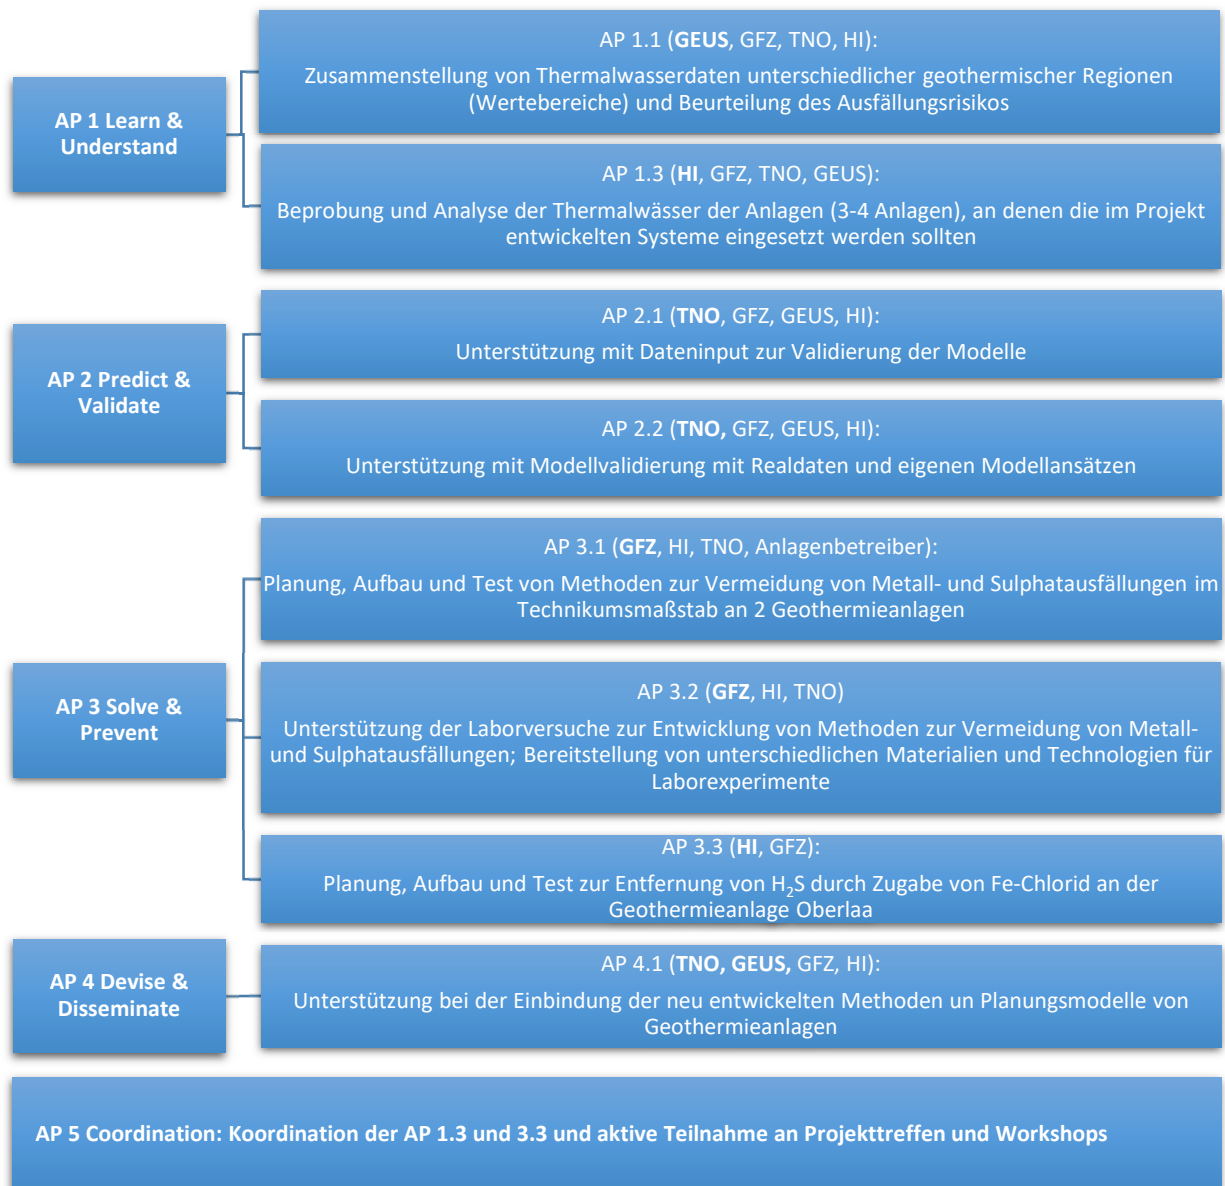 AP 1 Learn &
Understand
AP 1.1 (GEUS, GFZ, TNO, HI):
Zusammenstellung von Thermalwasserdaten unterschiedlicher geothermischer Regionen
(Wertebereiche) und Beurteilung des Ausfällungsrisikos
AP 1.3 (HI, GFZ, TNO, GEUS):
Beprobung und Analyse der Thermalwässer der Anlagen (3-4 Anlagen), an denen die im Projekt
entwickelten Systeme eingesetzt werden sollten
AP 2 Predict &
Validate
AP 2.1 (TNO, GFZ, GEUS, HI):
Unterstützung mit Dateninput zur Validierung der Modelle
AP 2.2 (TNO, GFZ, GEUS, HI):
Unterstützung mit Modellvalidierung mit Realdaten und eigenen Modellansätzen
AP 3 Solve &
Prevent
AP 3.1 (GFZ, HI, TNO, Anlagenbetreiber):
Planung, Aufbau und Test von Methoden zur Vermeidung von Metall- und Sulphatausfällungen im
Technikumsmaßstab an 2 Geothermieanlagen
AP 3.2 (GFZ, HI, TNO)
Unterstützung der Laborversuche zur Entwicklung von Methoden zur Vermeidung von Metall-
und Sulphatausfällungen; Bereitstellung von unterschiedlichen Materialien und Technologien für
Laborexperimente
AP 3.3 (HI, GFZ):
Planung, Aufbau und Test zur Entfernung von H₂S durch Zugabe von Fe-Chlorid an der
Geothermieanlage Oberlaa
AP 4 Devise &
Disseminate
AP 4.1 (TNO, GEUS, GFZ, HI):
Unterstützung bei der Einbindung der neu entwickelten Methoden un Planungsmodelle von
Geothermieanlagen
AP 5 Coordination: Koordination der AP 1.3 und 3.3 und aktive Teilnahme an Projekttreffen und Workshops